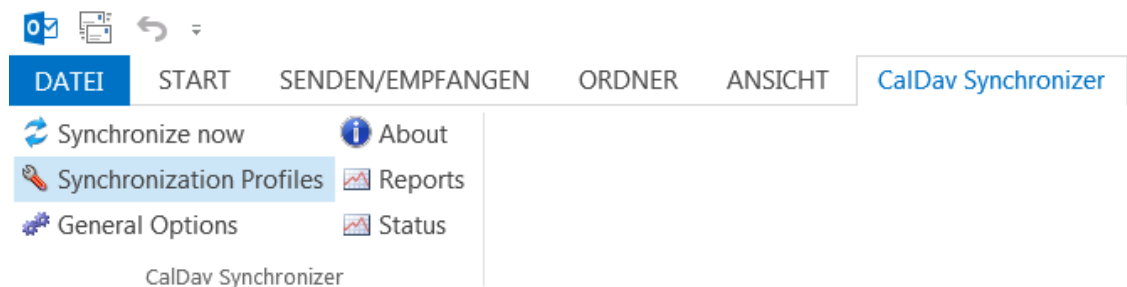 DATEI START SENDEN/EMPFANGEN ORDNER ANSICHT CalDav Synchronizer
Synchronize now About
Synchronization Profiles Reports
General Options Status
CalDav Synchronizer